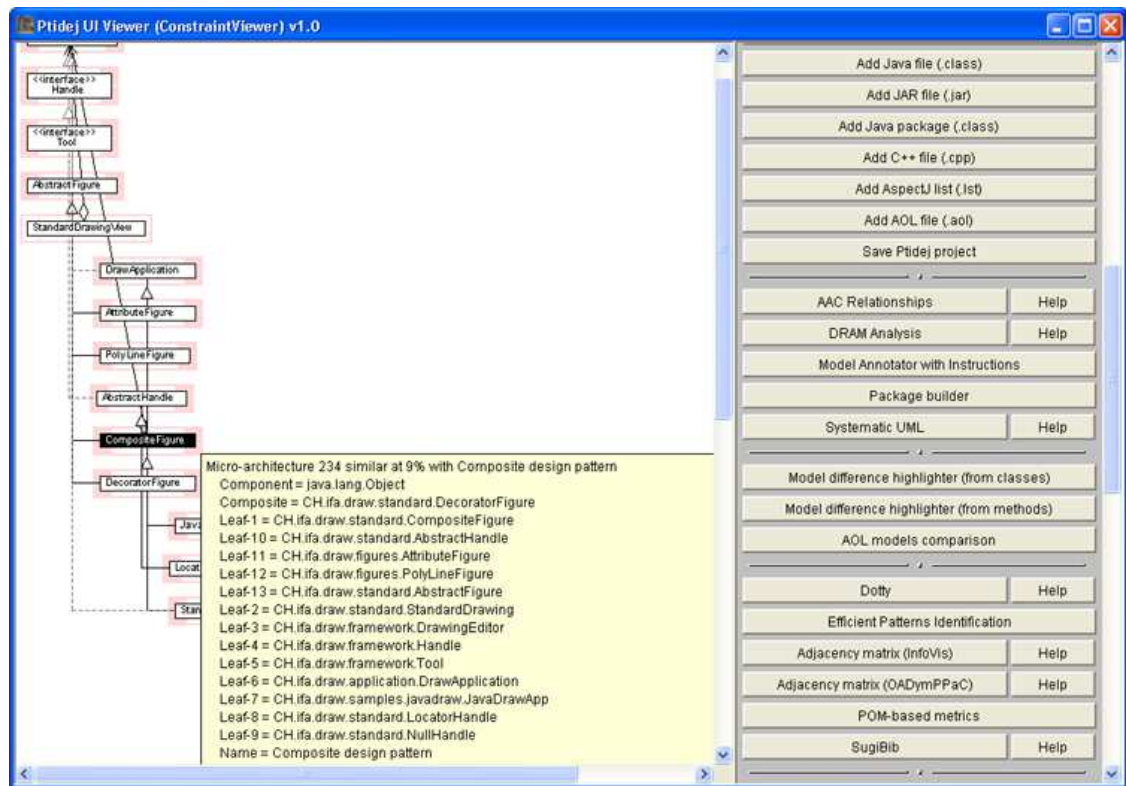 Ptidej UI Viewer (ConstraintViewer) v1.0
<<interface>>
Handle
<<interface>>
Tool
AbstractFigure
StandardDrawingView
DrawApplication
AttributeFigure
PolyLineFigure
AbstractHandle
CompositeFigure
DecoratorFigure
Java
Locat
Stan
Micro-architecture 234 similar at 9% with Composite design pattern
Component = java.lang.Object
Composite = CH.ifa.draw.standard.DecoratorFigure
Leaf-1 = CH.ifa.draw.standard.CompositeFigure
Leaf-10 = CH.ifa.draw.standard.AbstractHandle
Leaf-11 = CH.ifa.draw.figures.AttributeFigure
Leaf-12 = CH.ifa.draw.figures.PolyLineFigure
Leaf-13 = CH.ifa.draw.standard.AbstractFigure
Leaf-2 = CH.ifa.draw.standard.StandardDrawing
Leaf-3 = CH.ifa.draw.framework.DrawingEditor
Leaf-4 = CH.ifa.draw.framework.Handle
Leaf-5 = CH.ifa.draw.framework.Tool
Leaf-6 = CH.ifa.draw.application.DrawApplication
Leaf-7 = CH.ifa.draw.samples.javadraw.JavaDrawApp
Leaf-8 = CH.ifa.draw.standard.LocatorHandle
Leaf-9 = CH.ifa.draw.standard.NullHandle
Name = Composite design pattern
Add Java file (.class)
Add JAR file (.jar)
Add Java package (.class)
Add C++ file (.cpp)
Add AspectJ list (.lst)
Add AOL file (.aol)
Save Ptidej project
AAC Relationships Help
DRAM Analysis Help
Model Annotator with Instructions
Package builder
Systematic UML Help
Model difference highlighter (from classes)
Model difference highlighter (from methods)
AOL models comparison
Dotty Help
Efficient Patterns Identification
Adjacency matrix (InfoVis) Help
Adjacency matrix (OADymPPaC) Help
POM-based metrics
SugiBib Help